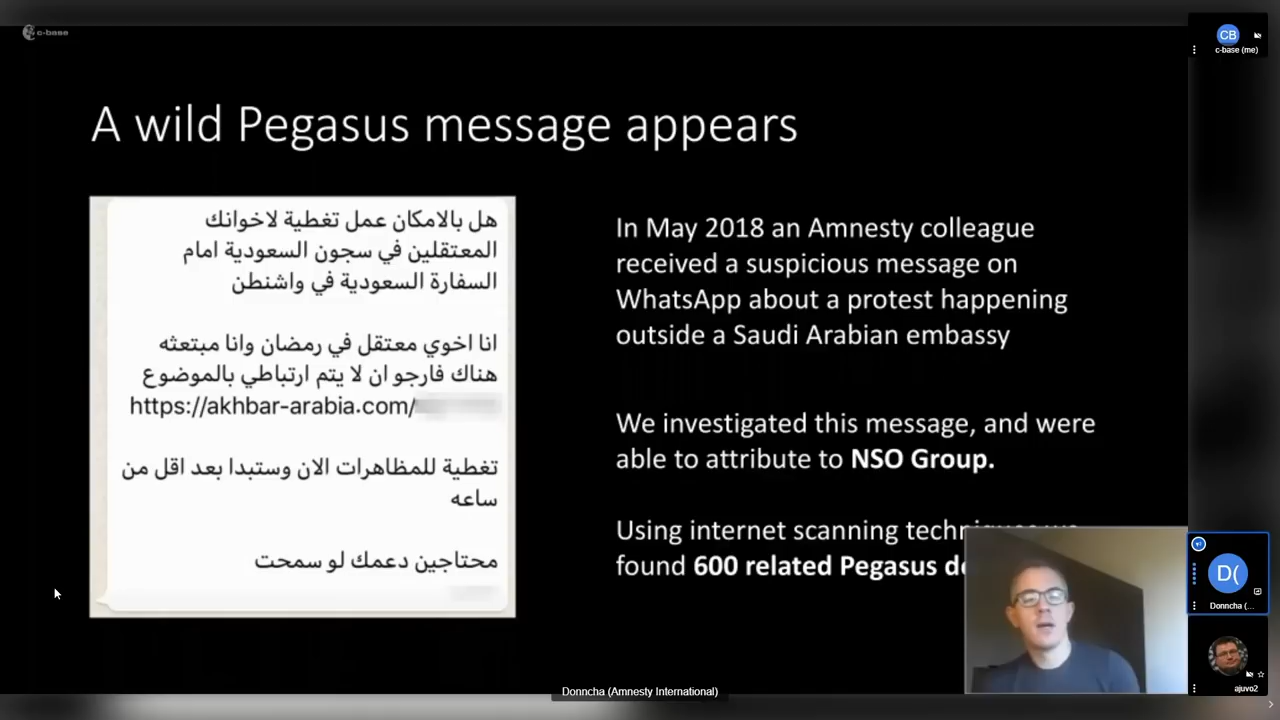 c-base
CB
c-base (me)
A wild Pegasus message appears
هل بالامكان عمل تغطية لاخوانك
المعتقلين في سجون السعودية امام
السفارة السعودية في واشنطن
انا اخوي معتقل في رمضان وانا مبتعثه
هناك فارجو ان لا يتم ارتباطي بالموضوع
https://akhbar-arabia.com/
تغطية للمظاهرات الان وستبدا بعد اقل من
ساعه
محتاجين دعمك لو سمحت
In May 2018 an Amnesty colleague
received a suspicious message on
WhatsApp about a protest happening
outside a Saudi Arabian embassy
We investigated this message, and were
able to attribute to NSO Group.
Using internet scanning
found 600 related Pegasus
D(
Donncha (...
ajuvo2
Donncha (Amnesty International)